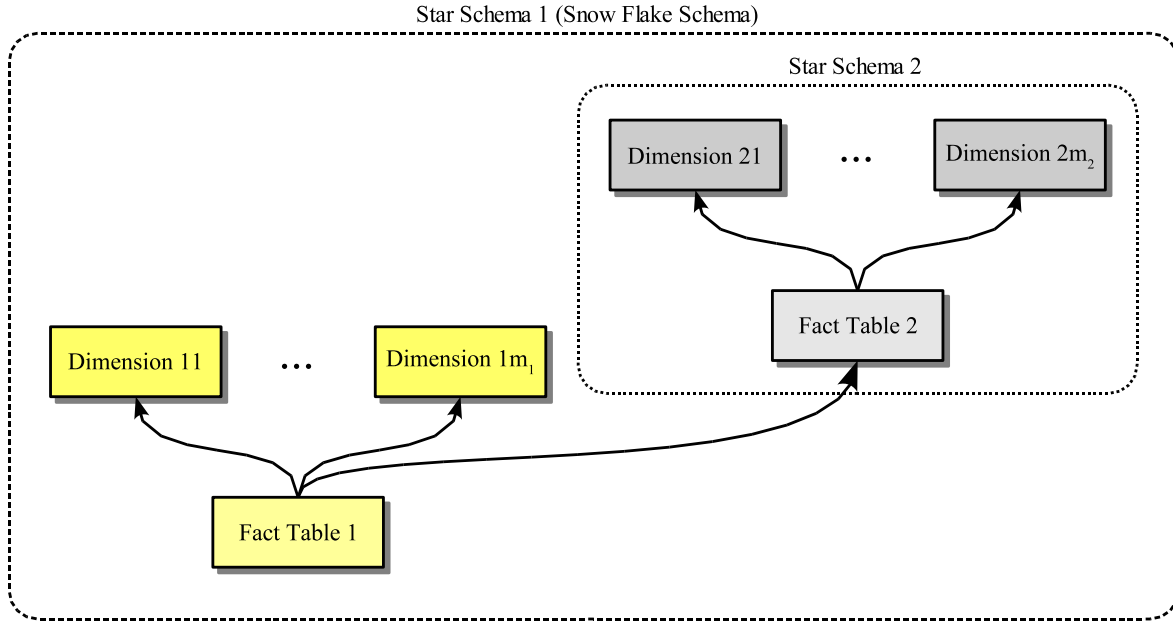 Star Schema 1 (Snow Flake Schema)
Star Schema 2
Dimension 21
...
Dimension 2m₂
Fact Table 2
Dimension 11
...
Dimension 1m₁
Fact Table 1